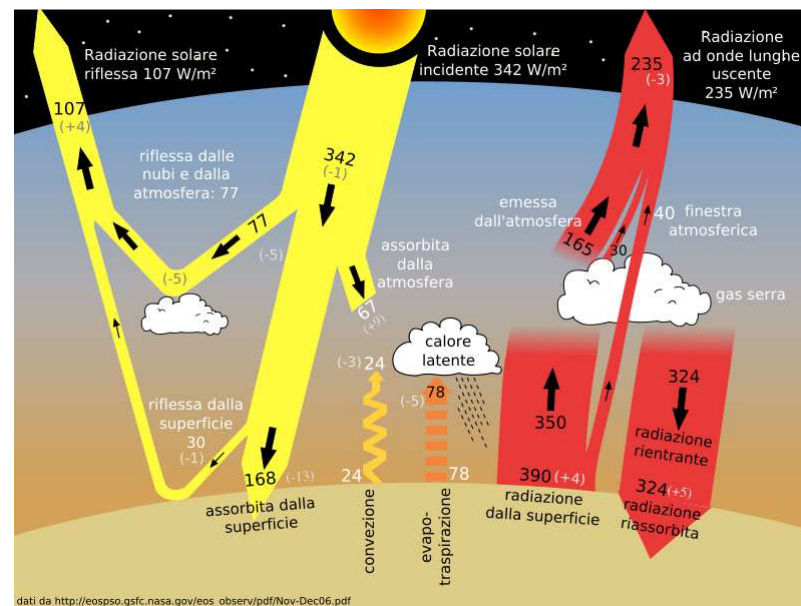 Radiazione solare
riflessa 107 W/m²
Radiazione solare
incidente 342 W/m²
Radiazione
ad onde lunghe
uscente
235 W/m²
107
(+4)
riflessa dalle
nubi e dalla
atmosfera: 77
342
(-1)
77
(-5)
(-5)
assorbita
dalla
atmosfera
67
(+9)
235
(-3)
emessa
dall'atmosfera
165
30
40
finestra
atmosferica
gas serra
riflessa dalla
superficie
30
(-1)
168
(-13)
assorbita dalla
superficie
(-3)
24
24
convezione
calore
latente
(-5)
78
78
evapo-
traspirazione
350
390 (+4)
radiazione
dalla superficie
324
radiazione
rientrante
324(+5)
radiazione
riassorbita
dati da http://eospso.gsfc.nasa.gov/eos_observ/pdf/Nov-Dec06.pdf